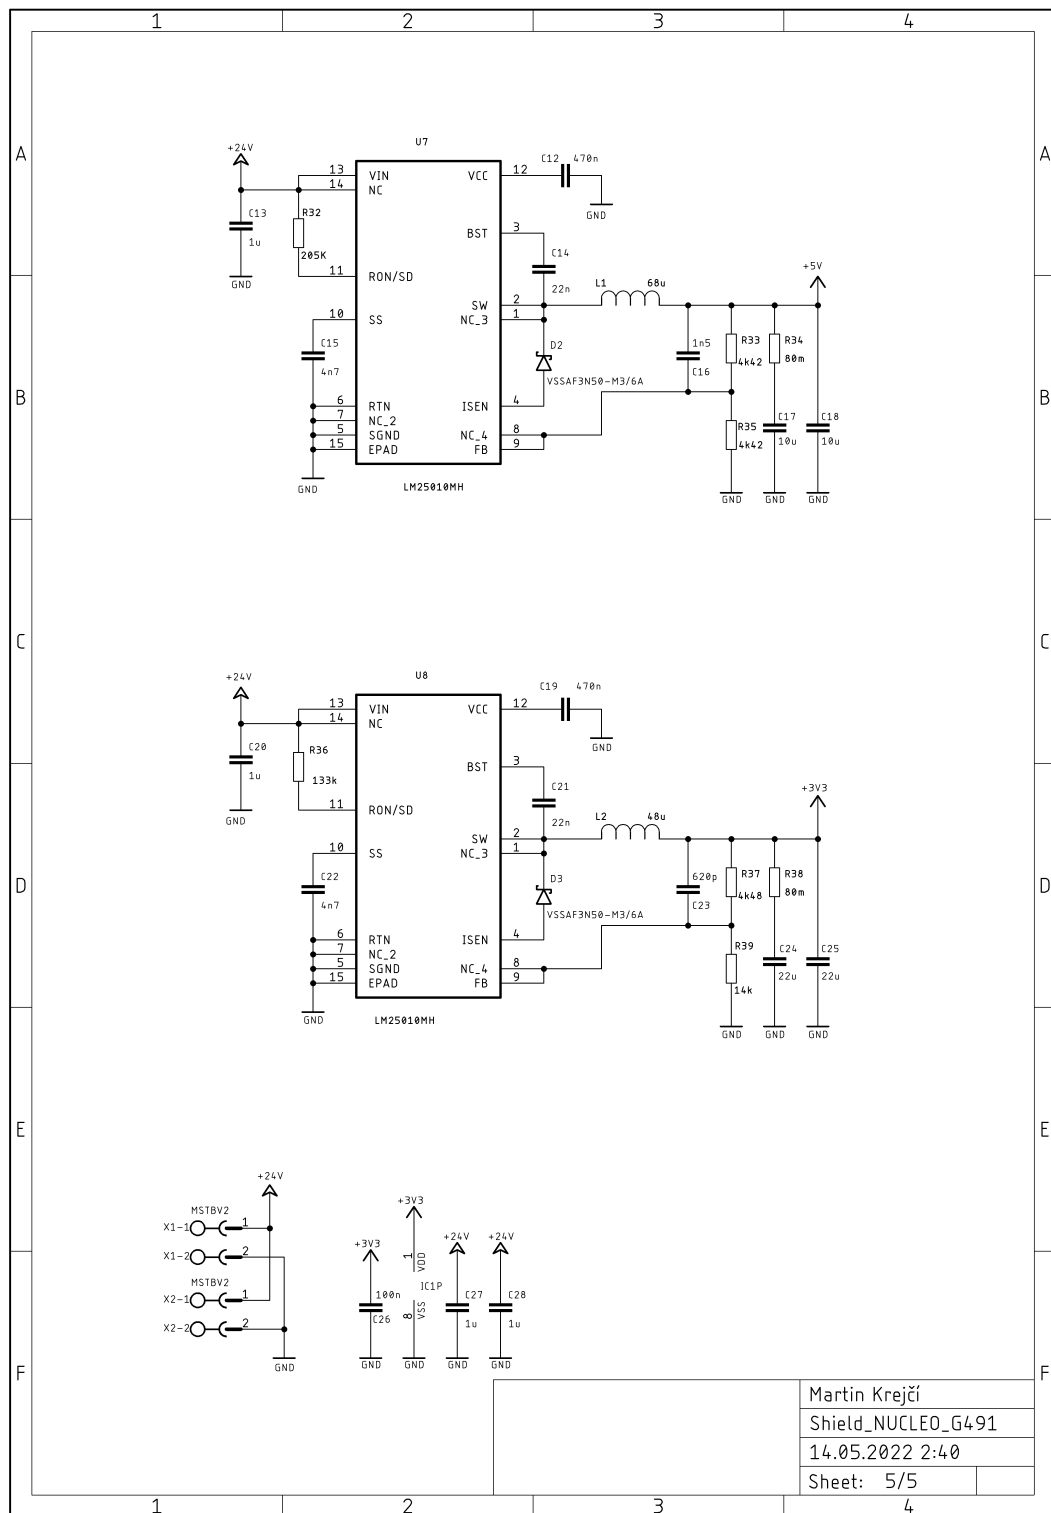 1 2 3 4
A A
U7
+24V
C12 470n
13 VIN VCC 12
14 NC
GND
C13 R32
1u
BST 3
205K
C14
+5V
11 RON/SD
GND
22n
L1 68u
SW 2
10 SS NC_3 1
C15
4n7
D2
VSSAF3N50-M3/6A
1n5
C16
R33
4k42
R34
80m
B B
6 RTN ISEN 4
7 NC_2
5 SGND NC_4 8
15 EPAD FB 9
R35
4k42
C17
10u
C18
10u
GND
LM25010MH
GND GND GND
C C
U8
+24V
C19 470n
13 VIN VCC 12
14 NC
GND
C20 R36
1u
133k
BST 3
C21
+3V3
11 RON/SD
GND
22n
L2 48u
SW 2
10 SS NC_3 1
C22
4n7
D3
VSSAF3N50-M3/6A
620p
C23
R37
4k48
R38
80m
D D
6 RTN ISEN 4
7 NC_2
5 SGND NC_4 8
15 EPAD FB 9
R39
14k
C24
22u
C25
22u
GND
LM25010MH
GND GND GND
E E
+24V
MSTBV2
X1-1 1
X1-2 2
MSTBV2
X2-1 1
X2-2 2
GND
+3V3
100n
C26
GND
+3V3
1 VDD
IC1P
8 VSS
GND
+24V
C27
1u
GND
+24V
C28
1u
GND
F F
Martin Krejčí
Shield_NUCLEO_G491
14.05.2022 2:40
Sheet: 5/5
1 2 3 4